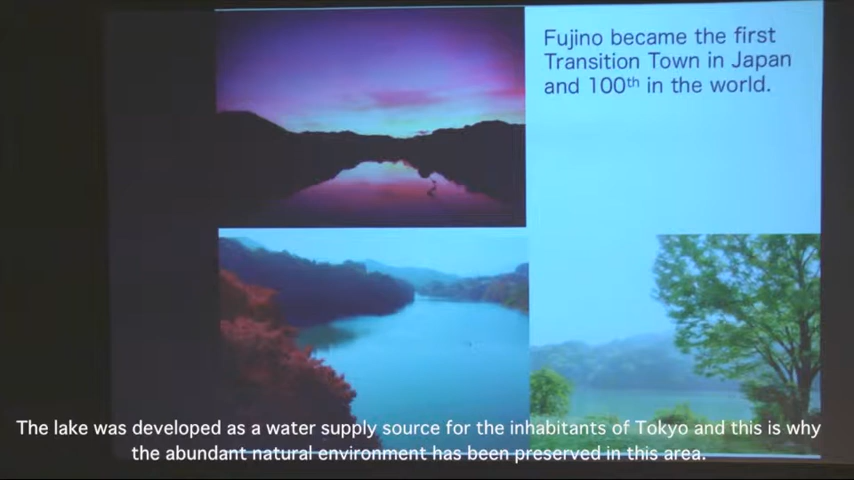 Fujino became the first
Transition Town in Japan
and 100th in the world.
The lake was developed as a water supply source for the inhabitants of Tokyo and this is why
the abundant natural environment has been preserved in this area.